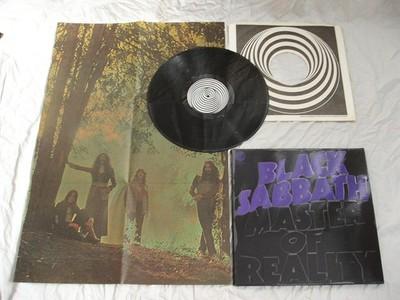 BLACK
SABBATH
MASTER
OF
REALITY